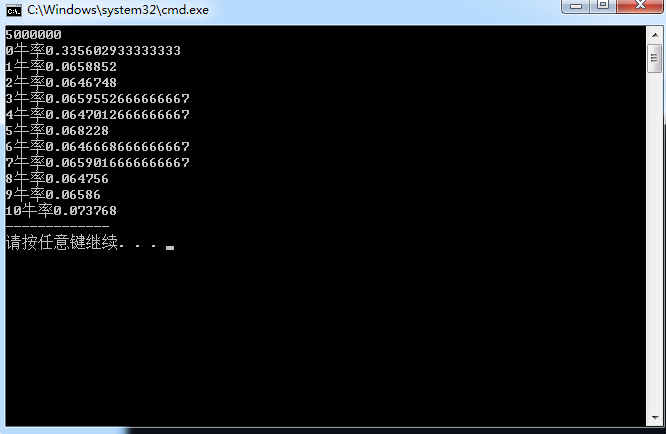 C:\Windows\system32\cmd.exe
5000000
0牛率0.335602933333333
1牛率0.0658852
2牛率0.0646748
3牛率0.0659552666666667
4牛率0.0647012666666667
5牛率0.068228
6牛率0.0646668666666667
7牛率0.0659016666666667
8牛率0.064756
9牛率0.06586
10牛率0.073768
-------------
请按任意键继续. . .